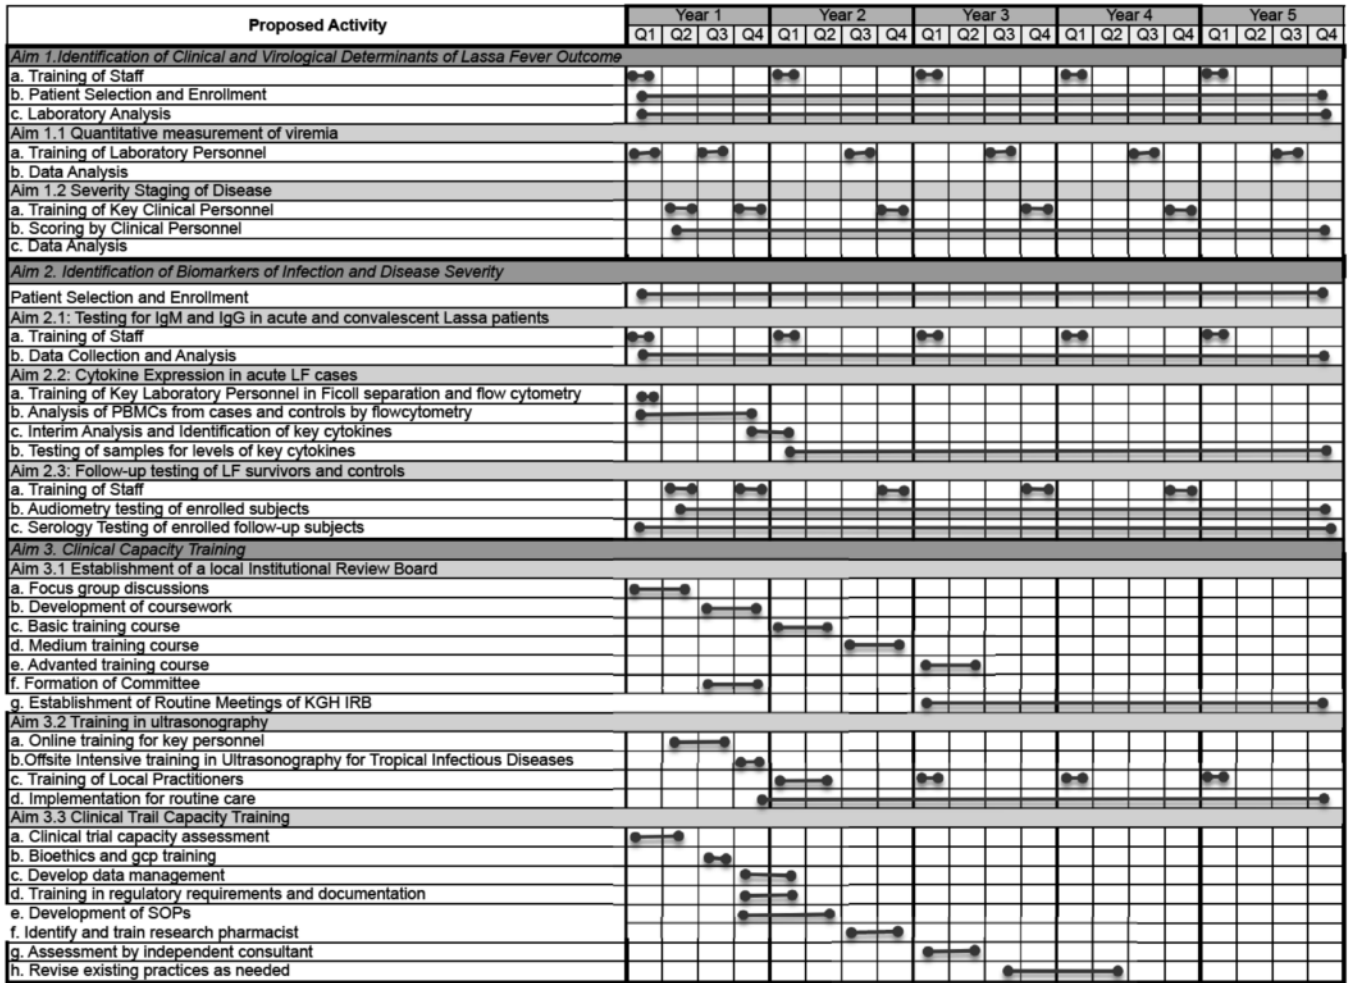 Proposed Activity
Year 1 Year 2 Year 3 Year 4 Year 5
Q1 Q2 Q3 Q4 Q1 Q2 Q3 Q4 Q1 Q2 Q3 Q4 Q1 Q2 Q3 Q4 Q1 Q2 Q3 Q4
Aim 1.Identification of Clinical and Virological Determinants of Lassa Fever Outcome
a. Training of Staff
b. Patient Selection and Enrollment
c. Laboratory Analysis
Aim 1.1 Quantitative measurement of viremia
a. Training of Laboratory Personnel
b. Data Analysis
Aim 1.2 Severity Staging of Disease
a. Training of Key Clinical Personnel
b. Scoring by Clinical Personnel
c. Data Analysis
Aim 2. Identification of Biomarkers of Infection and Disease Severity
Patient Selection and Enrollment
Aim 2.1: Testing for IgM and IgG in acute and convalescent Lassa patients
a. Training of Staff
b. Data Collection and Analysis
Aim 2.2: Cytokine Expression in acute LF cases
a. Training of Key Laboratory Personnel in Ficoll separation and flow cytometry
b. Analysis of PBMCs from cases and controls by flowcytometry
c. Interim Analysis and Identification of key cytokines
b. Testing of samples for levels of key cytokines
Aim 2.3: Follow-up testing of LF survivors and controls
a. Training of Staff
b. Audiometry testing of enrolled subjects
c. Serology Testing of enrolled follow-up subjects
Aim 3. Clinical Capacity Training
Aim 3.1 Establishment of a local Institutional Review Board
a. Focus group discussions
b. Development of coursework
c. Basic training course
d. Medium training course
e. Advanted training course
f. Formation of Committee
g. Establishment of Routine Meetings of KGH IRB
Aim 3.2 Training in ultrasonography
a. Online training for key personnel
b.Offsite Intensive training in Ultrasonography for Tropical Infectious Diseases
c. Training of Local Practitioners
d. Implementation for routine care
Aim 3.3 Clinical Trail Capacity Training
a. Clinical trial capacity assessment
b. Bioethics and gcp training
c. Develop data management
d. Training in regulatory requirements and documentation
e. Development of SOPs
f. Identify and train research pharmacist
g. Assessment by independent consultant
h. Revise existing practices as needed